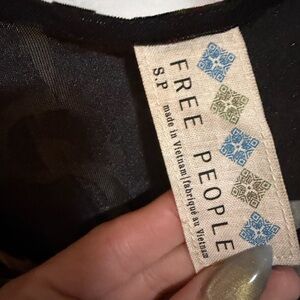 FREE PEOPLE
S.P
made in Vietnam/fabriqué au Vietnam